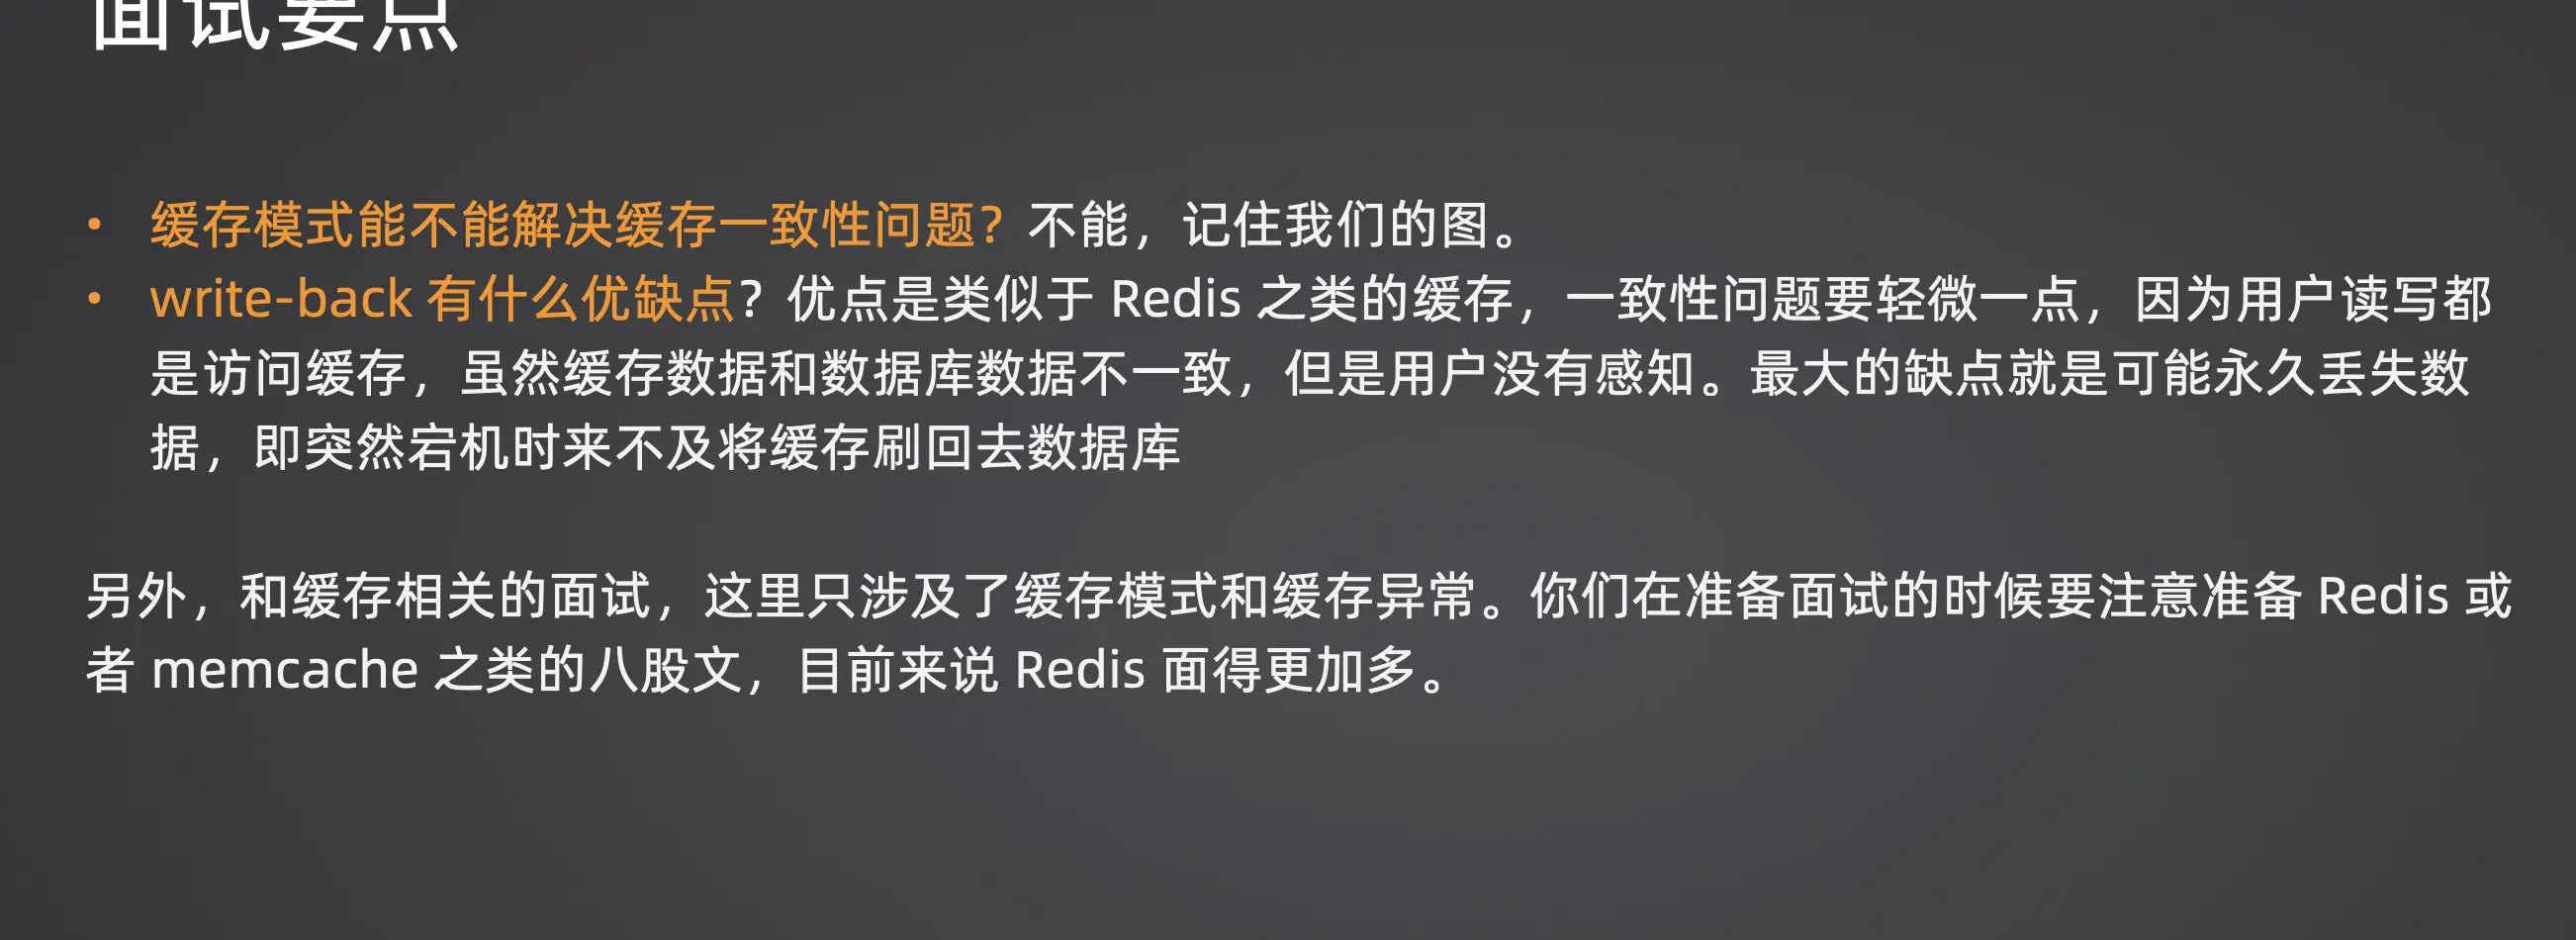 面试要点
• 缓存模式能不能解决缓存一致性问题？不能，记住我们的图。
• write-back 有什么优缺点？优点是类似于 Redis 之类的缓存，一致性问题要轻微一点，因为用户读写都
是访问缓存，虽然缓存数据和数据库数据不一致，但是用户没有感知。最大的缺点就是可能永久丢失数
据，即突然宕机时来不及将缓存刷回去数据库
另外，和缓存相关的面试，这里只涉及了缓存模式和缓存异常。你们在准备面试的时候要注意准备 Redis 或
者 memcache 之类的八股文，目前来说 Redis 面得更加多。